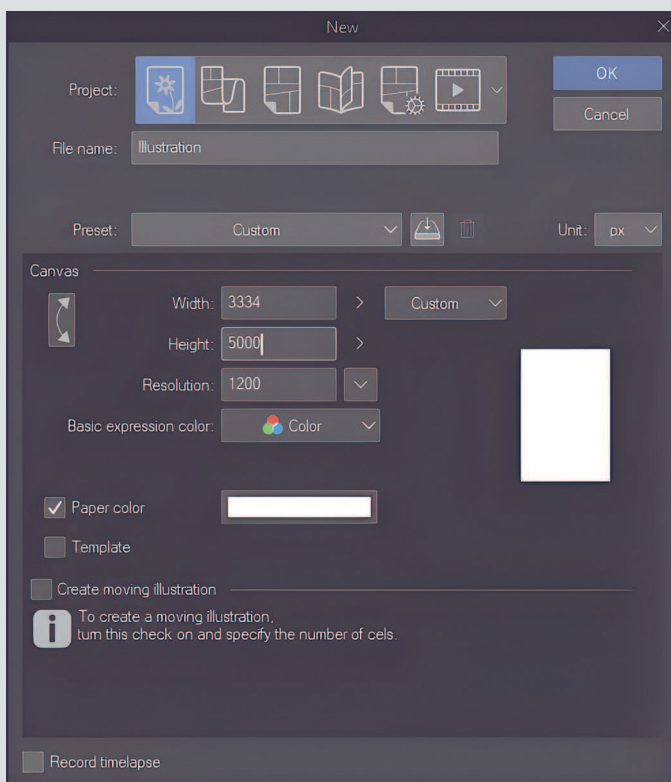 New
Project:
OK
Cancel
File name: Illustration
Preset: Custom Unit: px
Canvas
Width: 3334 Custom
Height: 5000
Resolution: 1200
Basic expression color: Color
Paper color
Template
Create moving illustration
To create a moving illustration,
turn this check on and specify the number of cels.
Record timelapse